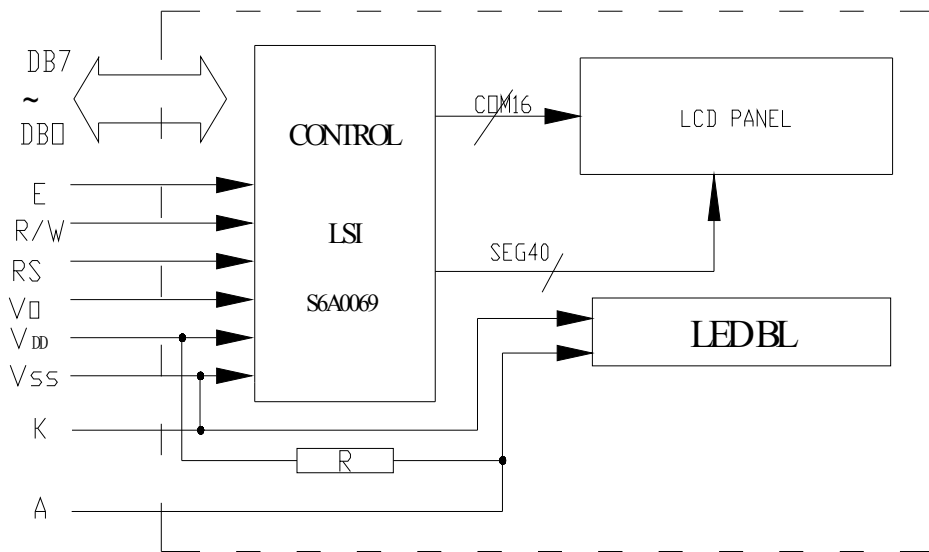 DB7
~
DB0
E
R/W
RS
V0
VDD
Vss
K
A
CONTROL
LSI
S6A0069
COM16
SEG40
LCD PANEL
LED BL
R